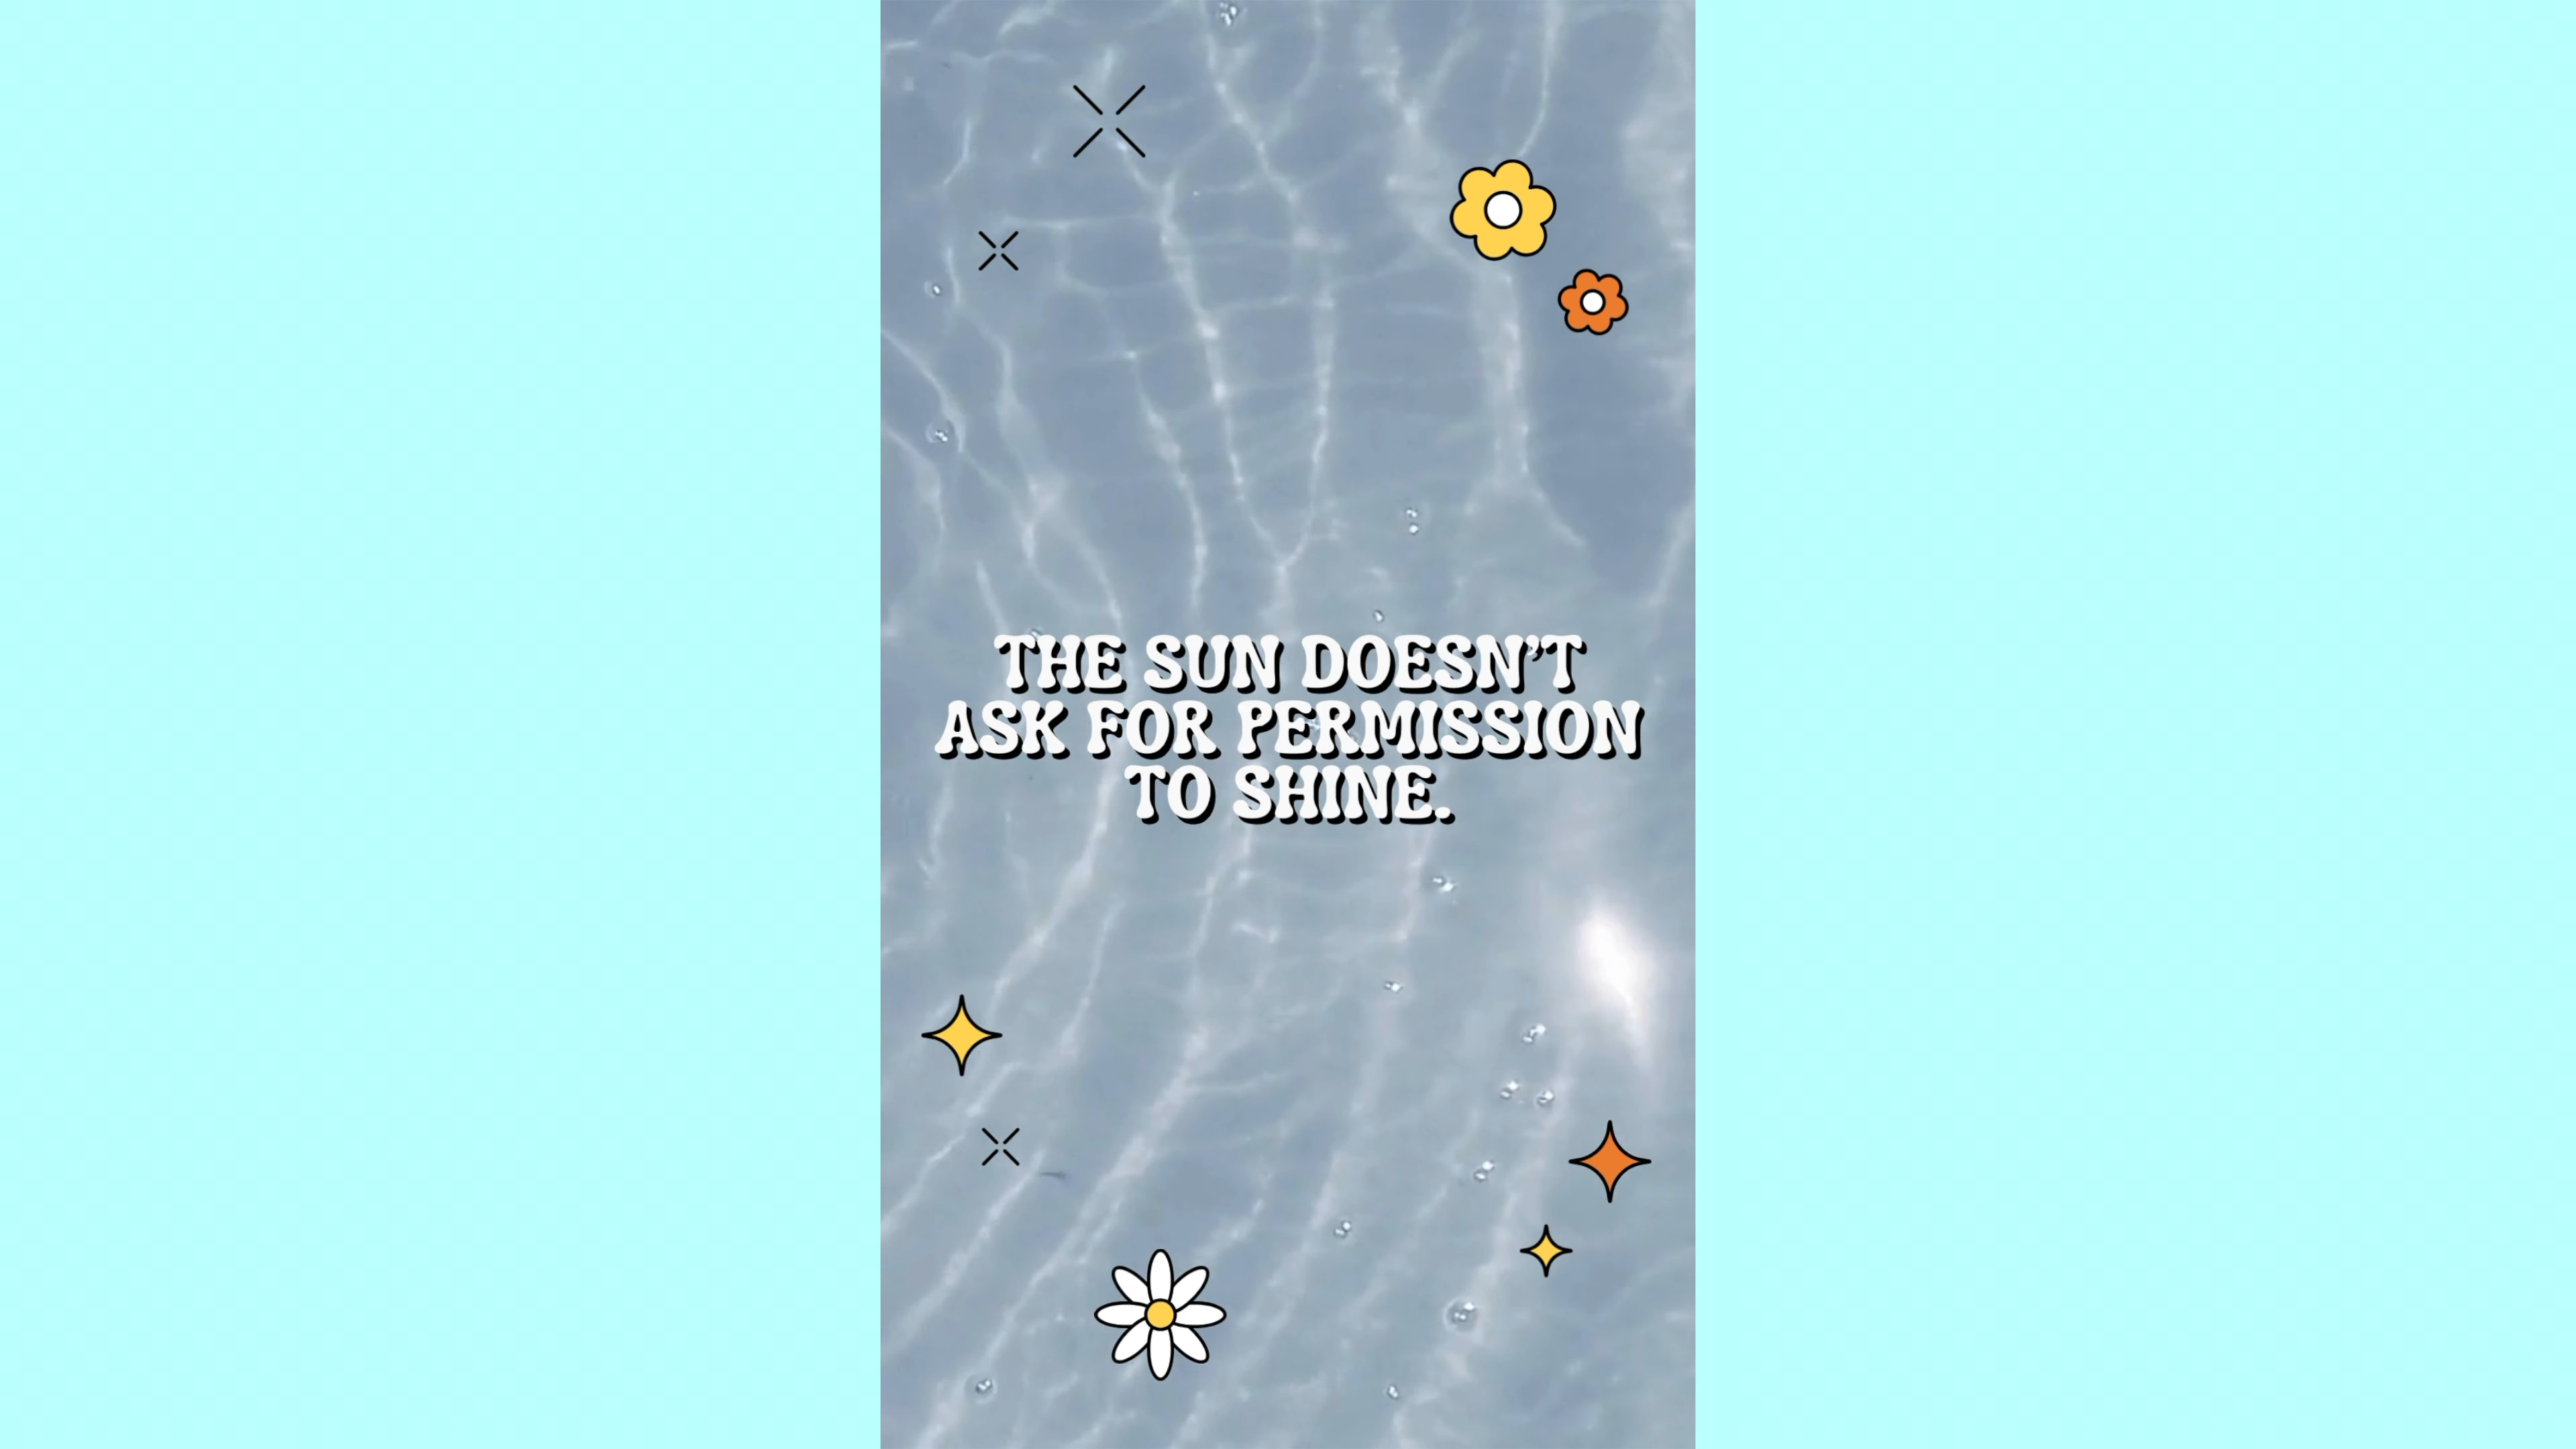 THE SUN DOESN’T
ASK FOR PERMISSION
TO SHINE.